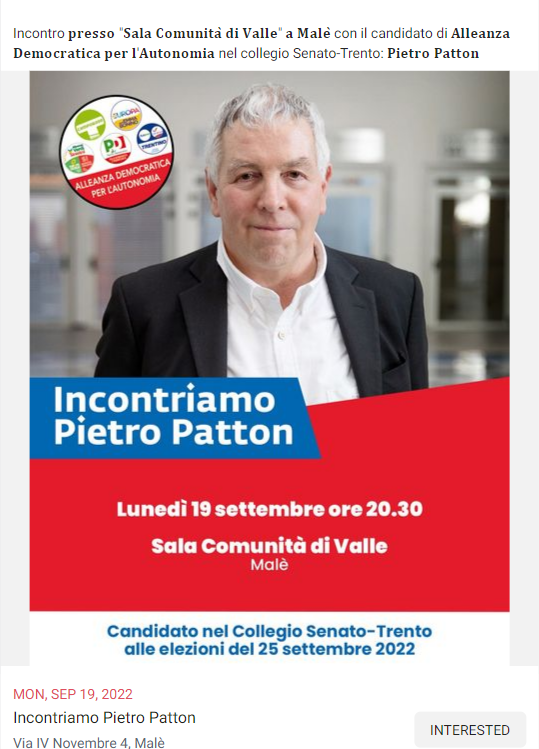 Incontro presso "Sala Comunità di Valle" a Malè con il candidato di Alleanza
Democratica per l'Autonomia nel collegio Senato-Trento: Pietro Patton
+EUROPA
PD
TRENTINO
ALLEANZA DEMOCRATICA
PER L'AUTONOMIA
Incontriamo
Pietro Patton
Lunedì 19 settembre ore 20.30
Sala Comunità di Valle
Malè
Candidato nel Collegio Senato-Trento
alle elezioni del 25 settembre 2022
MON, SEP 19, 2022
Incontriamo Pietro Patton
Via IV Novembre 4, Malè
INTERESTED